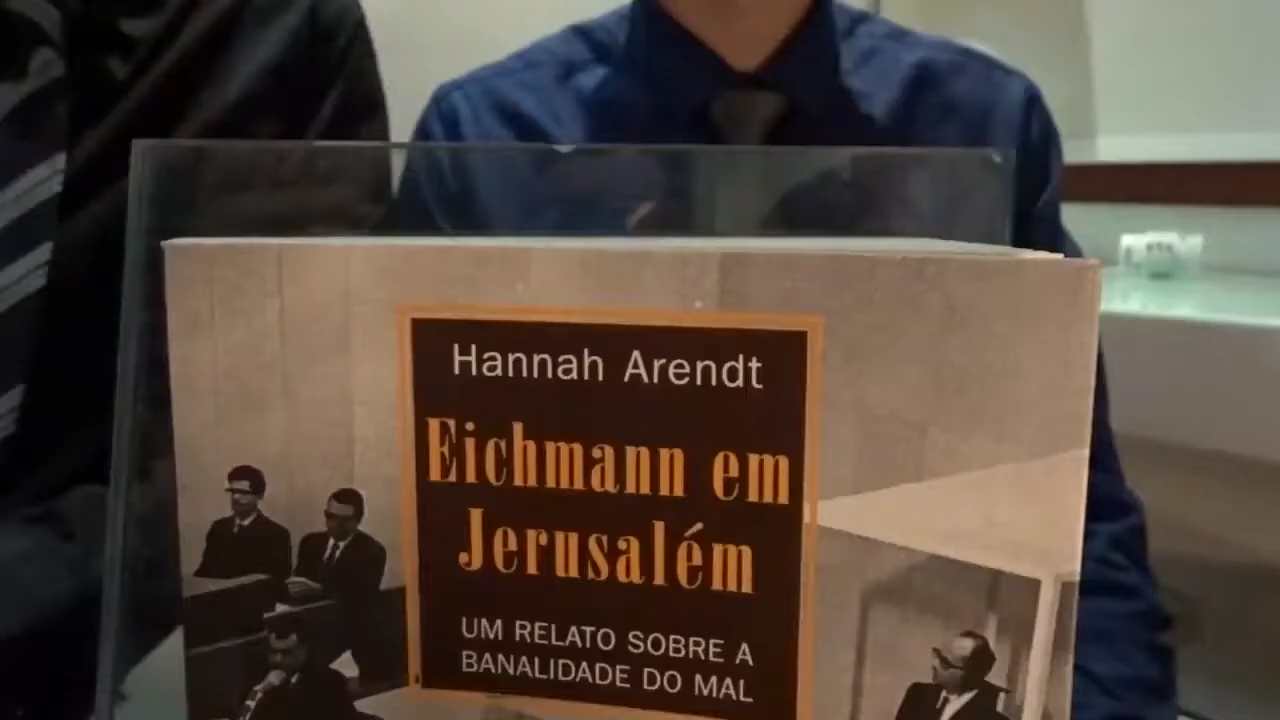 Hannah Arendt
Eichmann em
Jerusalém
UM RELATO SOBRE A
BANALIDADE DO MAL